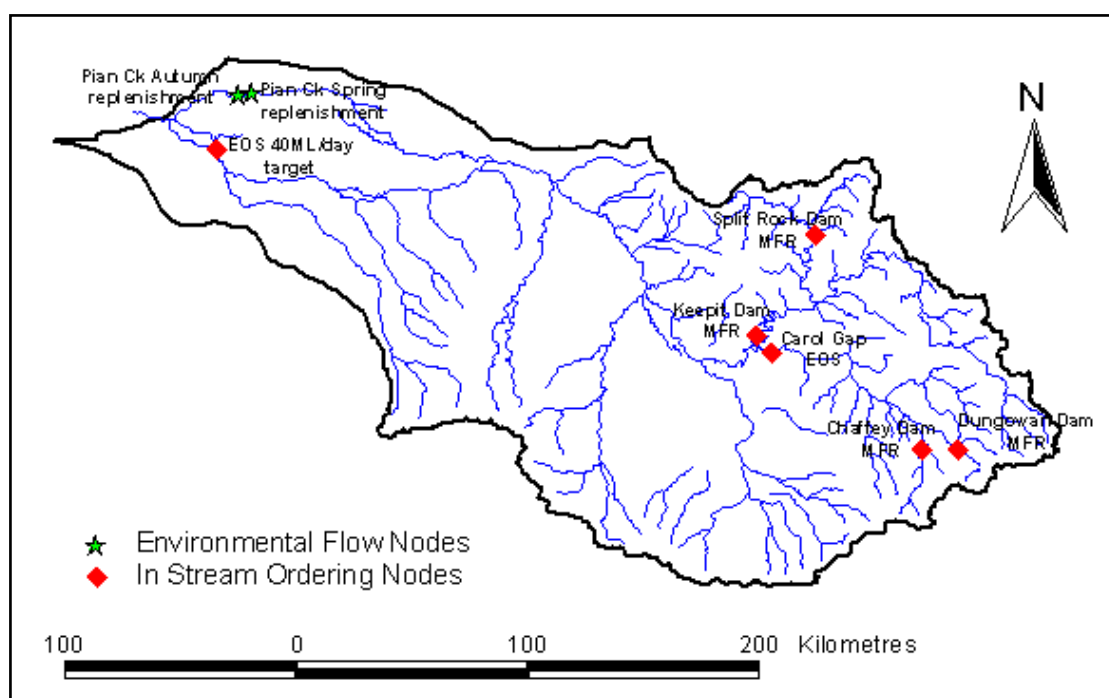 Pian Ck Autumn
replenishment
Pian Ck Spring
replenishment
EOS 40ML/day
target
N
Split Rock Dam
MFR
Keepit Dam
MFR
Carol Gap
EOS
Chaffey Dam
MFR
Dungowan Dam
MFR
Environmental Flow Nodes
In Stream Ordering Nodes
100 0 100 200 Kilometres